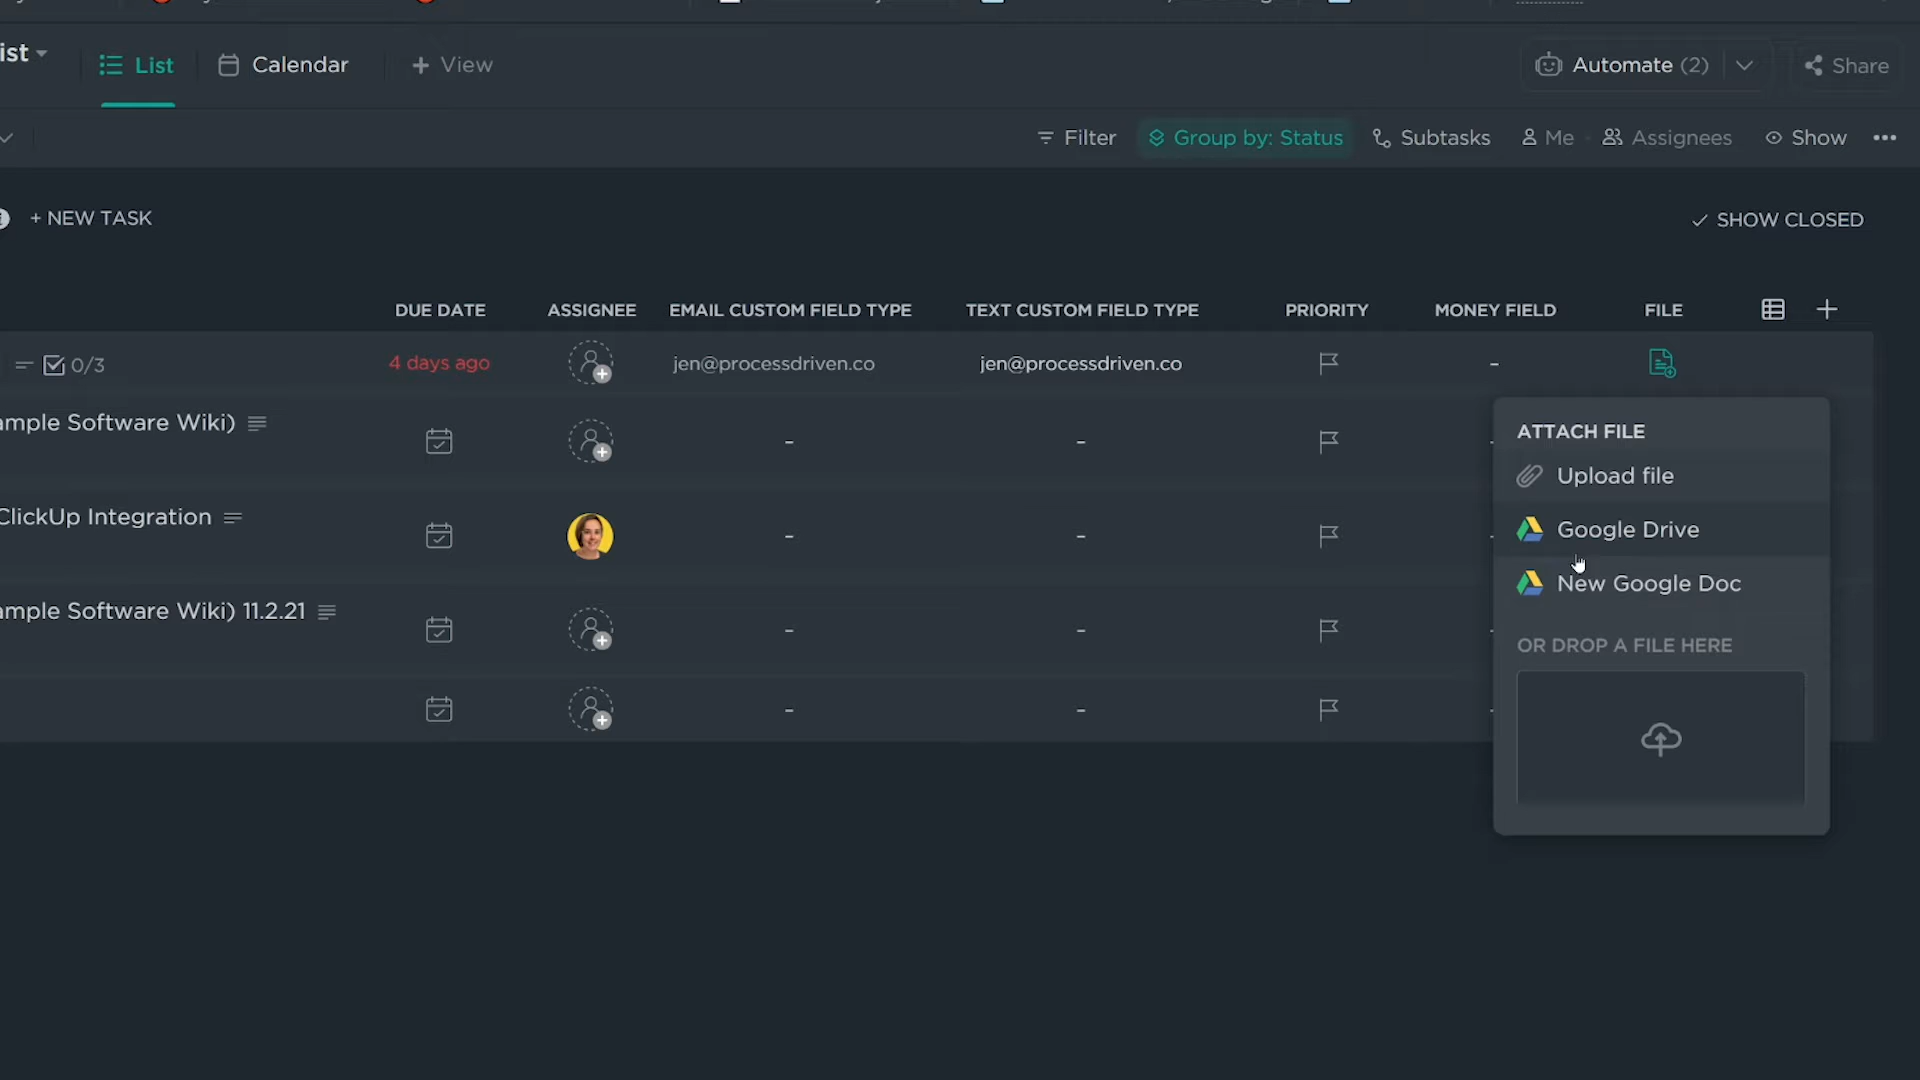 ist
List
Calendar
+ View
Automate (2)
Share
Filter
Group by: Status
Subtasks
Me
Assignees
Show
+ NEW TASK
SHOW CLOSED
DUE DATE
ASSIGNEE
EMAIL CUSTOM FIELD TYPE
TEXT CUSTOM FIELD TYPE
PRIORITY
MONEY FIELD
FILE
0/3
4 days ago
jen@processdriven.co
jen@processdriven.co
-
ample Software Wiki)
-
-
ClickUp Integration
-
-
ample Software Wiki) 11.2.21
-
-
-
-
ATTACH FILE
Upload file
Google Drive
New Google Doc
OR DROP A FILE HERE